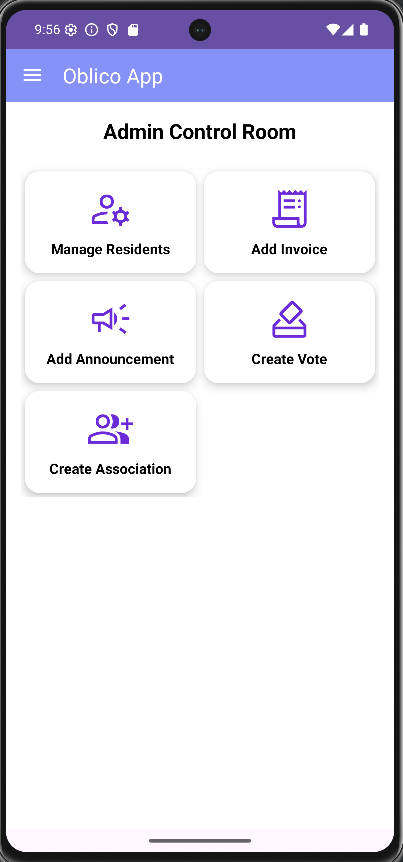 9:56
Oblico App
Admin Control Room
Manage Residents
Add Invoice
Add Announcement
Create Vote
Create Association